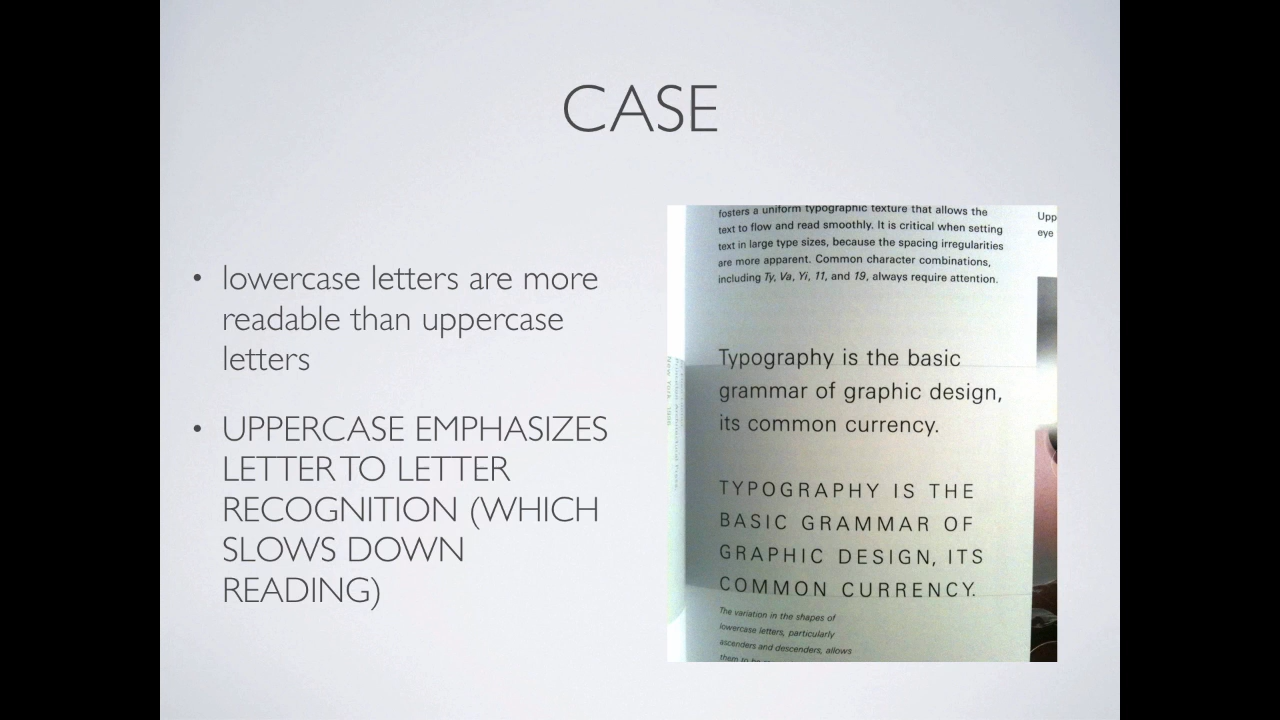 CASE
• lowercase letters are more
readable than uppercase
letters
• UPPERCASE EMPHASIZES
LETTER TO LETTER
RECOGNITION (WHICH
SLOWS DOWN
READING)
fosters a uniform typographic texture that allows the
text to flow and read smoothly. It is critical when setting
text in large type sizes, because the spacing irregularities
are more apparent. Common character combinations,
including Ty, Va, Yi, 11, and 19, always require attention.
Typography is the basic
grammar of graphic design,
its common currency.
TYPOGRAPHY IS THE
BASIC GRAMMAR OF
GRAPHIC DESIGN, ITS
COMMON CURRENCY.
The variation in the shapes of
lowercase letters, particularly
ascenders and descenders, allows
them to be
Upp
eye